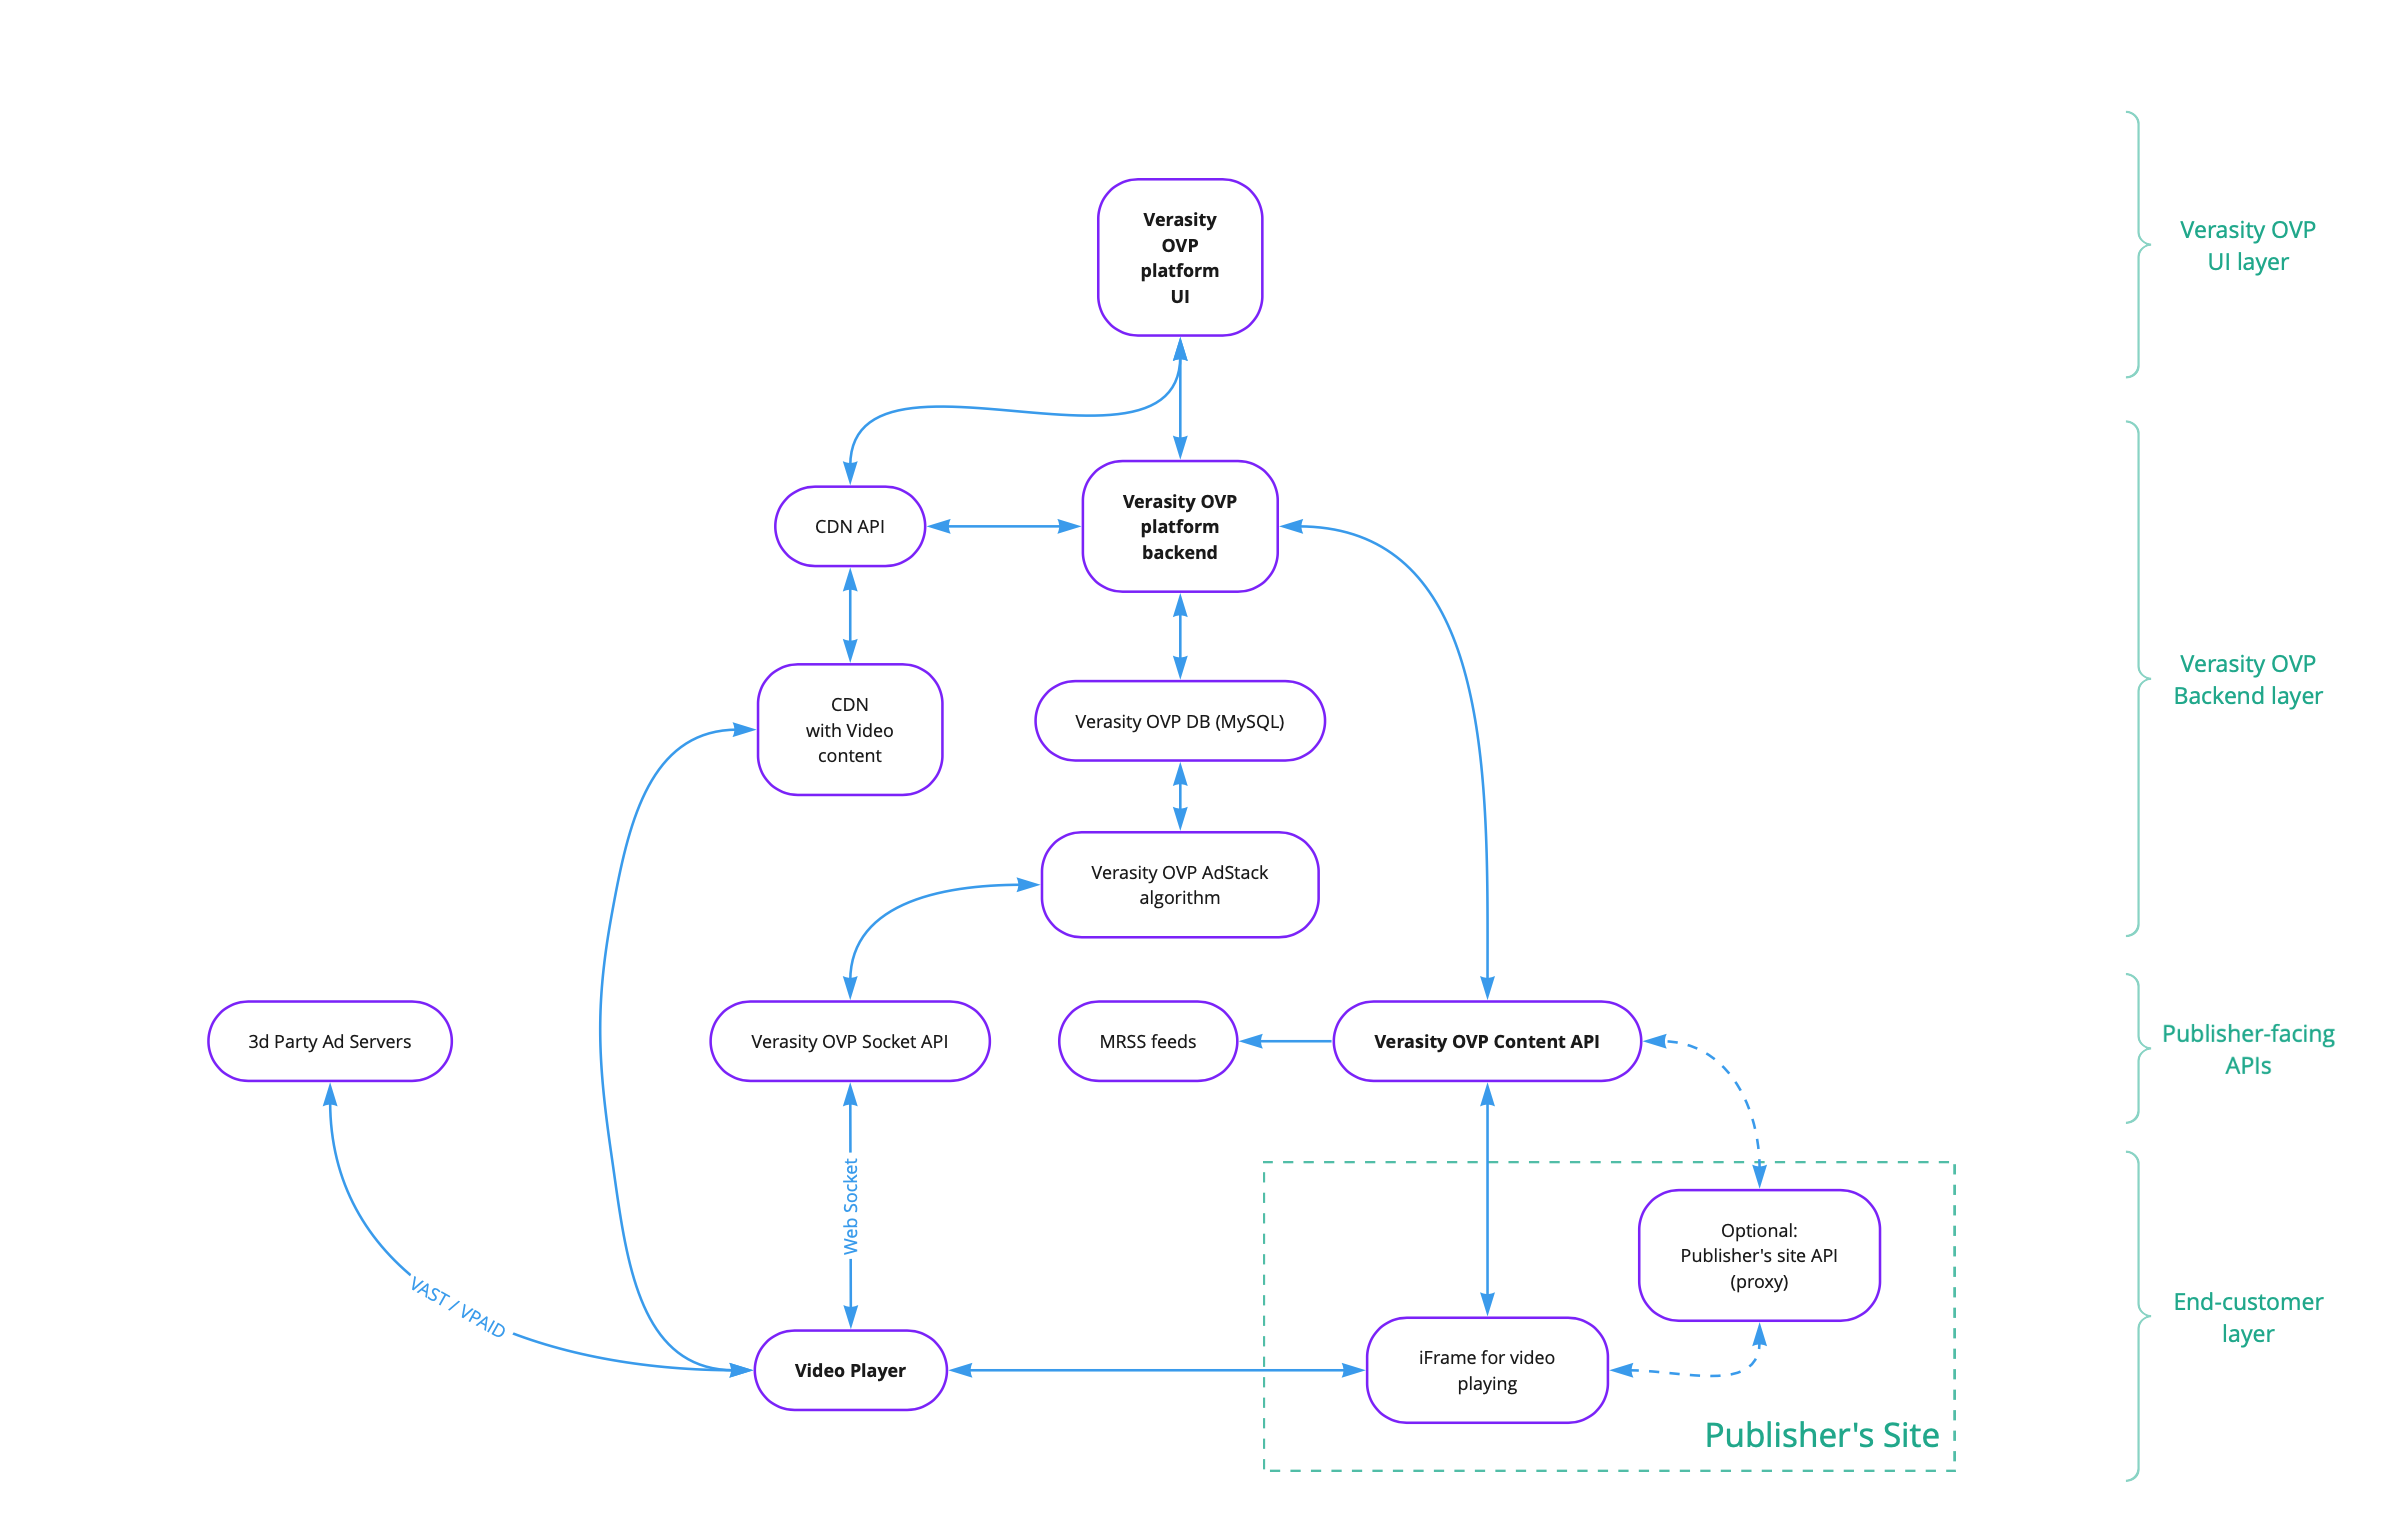 Verasity
OVP
platform
UI
Verasity OVP
UI layer
CDN API
Verasity OVP
platform
backend
CDN
with Video
content
Verasity OVP DB (MySQL)
Verasity OVP
Backend layer
Verasity OVP AdStack
algorithm
3d Party Ad Servers
Verasity OVP Socket API
MRSS feeds
Verasity OVP Content API
Publisher-facing
APIs
Web Socket
VAST / VPAID
Optional:
Publisher's site API
(proxy)
Video Player
iFrame for video
playing
Publisher's Site
End-customer
layer